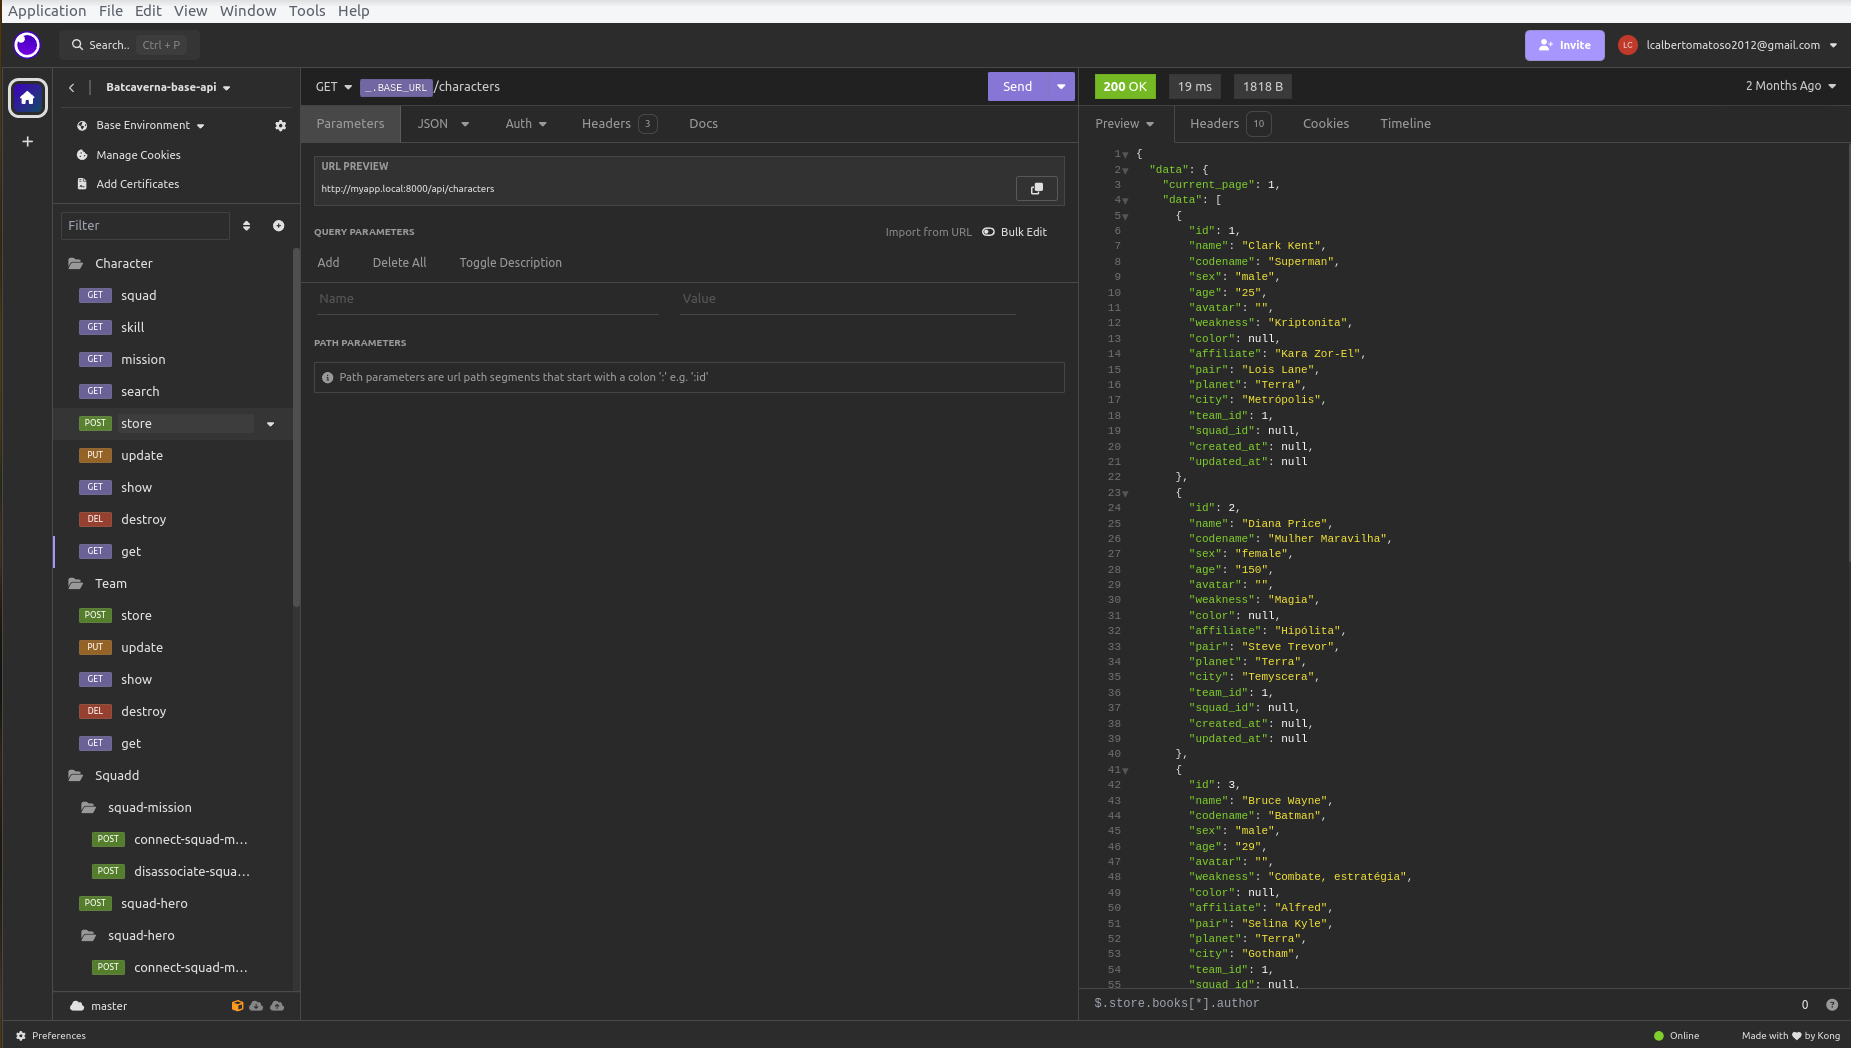 Application File Edit View Window Tools Help
Search.. Ctrl + P
Invite
LC lcalbertomatoso2012@gmail.com
Batcaverna-base-api
Base Environment
Manage Cookies
Add Certificates
Filter
Character
GET squad
GET skill
GET mission
GET search
POST store
PUT update
GET show
DEL destroy
GET get
Team
POST store
PUT update
GET show
DEL destroy
GET get
Squadd
squad-mission
POST connect-squad-m...
POST disassociate-squa...
POST squad-hero
squad-hero
POST connect-squad-m...
master
GET _.BASE_URL /characters
Send
Parameters JSON Auth Headers 3 Docs
URL PREVIEW
http://myapp.local:8000/api/characters
QUERY PARAMETERS
Import from URL Bulk Edit
Add Delete All Toggle Description
Name Value
PATH PARAMETERS
Path parameters are url path segments that start with a colon ':' e.g. ':id'
200 OK 19 ms 1818 B 2 Months Ago
Preview Headers 10 Cookies Timeline
1 {
2 "data": {
3 "current_page": 1,
4 "data": [
5 {
6 "id": 1,
7 "name": "Clark Kent",
8 "codename": "Superman",
9 "sex": "male",
10 "age": "25",
11 "avatar": "",
12 "weakness": "Kriptonita",
13 "color": null,
14 "affiliate": "Kara Zor-El",
15 "pair": "Lois Lane",
16 "planet": "Terra",
17 "city": "Metrópolis",
18 "team_id": 1,
19 "squad_id": null,
20 "created_at": null,
21 "updated_at": null
22 },
23 {
24 "id": 2,
25 "name": "Diana Price",
26 "codename": "Mulher Maravilha",
27 "sex": "female",
28 "age": "150",
29 "avatar": "",
30 "weakness": "Magia",
31 "color": null,
32 "affiliate": "Hipólita",
33 "pair": "Steve Trevor",
34 "planet": "Terra",
35 "city": "Temyscera",
36 "team_id": 1,
37 "squad_id": null,
38 "created_at": null,
39 "updated_at": null
40 },
41 {
42 "id": 3,
43 "name": "Bruce Wayne",
44 "codename": "Batman",
45 "sex": "male",
46 "age": "29",
47 "avatar": "",
48 "weakness": "Combate, estratégia",
49 "color": null,
50 "affiliate": "Alfred",
51 "pair": "Selina Kyle",
52 "planet": "Terra",
53 "city": "Gotham",
54 "team_id": 1,
55 "squad_id": null,
$.store.books[*].author 0
Preferences
Online Made with by Kong